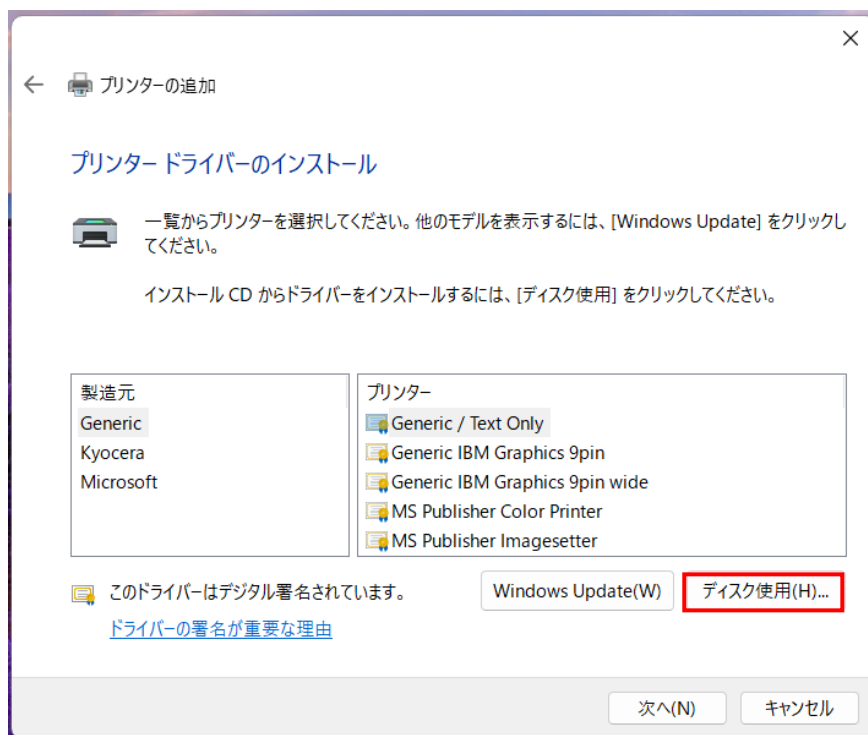 プリンターの追加
プリンター ドライバーのインストール
一覧からプリンターを選択してください。他のモデルを表示するには、[Windows Update] をクリックし
てください。
インストール CD からドライバーをインストールするには、[ディスク使用] をクリックしてください。
製造元
Generic
Kyocera
Microsoft
プリンター
Generic / Text Only
Generic IBM Graphics 9pin
Generic IBM Graphics 9pin wide
MS Publisher Color Printer
MS Publisher Imagesetter
このドライバーはデジタル署名されています。
Windows Update(W)
ディスク使用(H)...
ドライバーの署名が重要な理由
次へ(N)
キャンセル